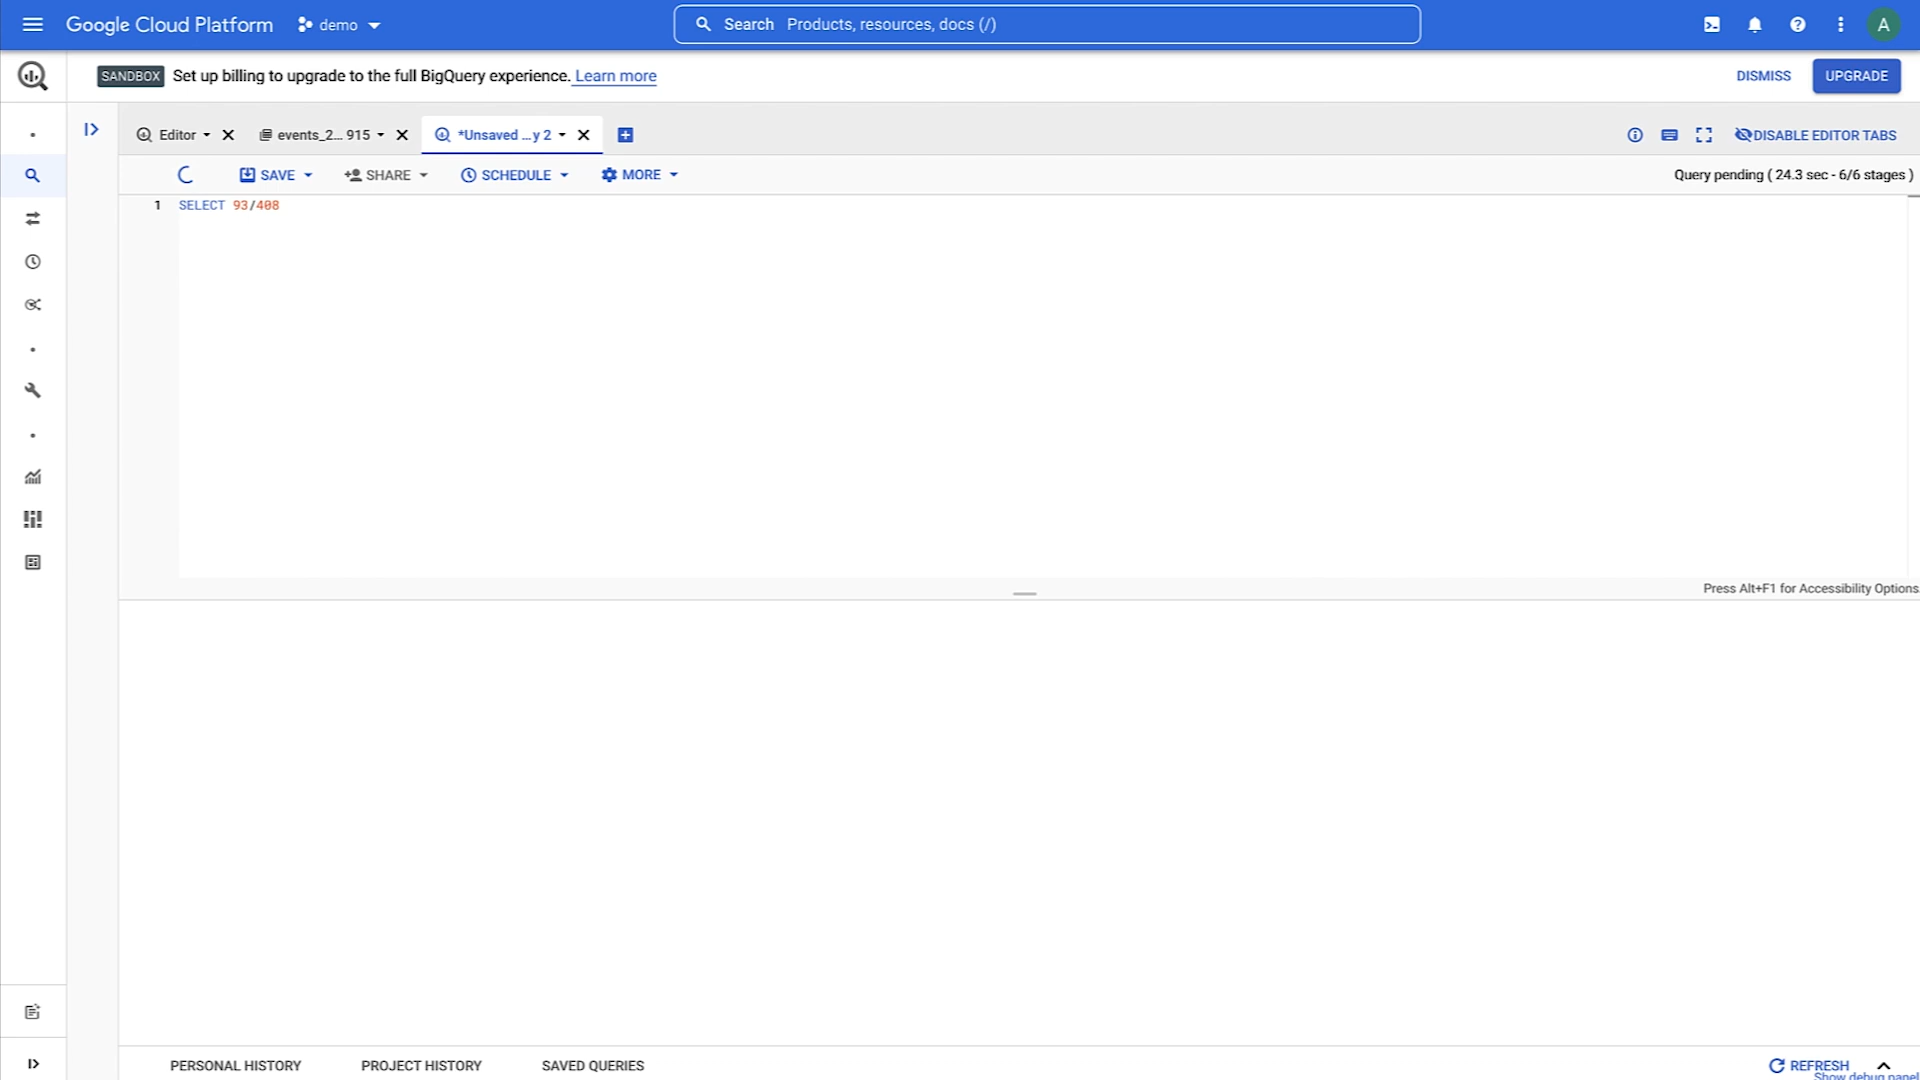 Google Cloud Platform
demo
Search Products, resources, docs (/)
A
SANDBOX Set up billing to upgrade to the full BigQuery experience. Learn more
DISMISS
UPGRADE
Editor
events_2... 915
*Unsaved ...y 2
DISABLE EDITOR TABS
SAVE
SHARE
SCHEDULE
MORE
Query pending ( 24.3 sec - 6/6 stages )
1 SELECT 93/408
Press Alt+F1 for Accessibility Options.
PERSONAL HISTORY
PROJECT HISTORY
SAVED QUERIES
REFRESH
Show debug panel